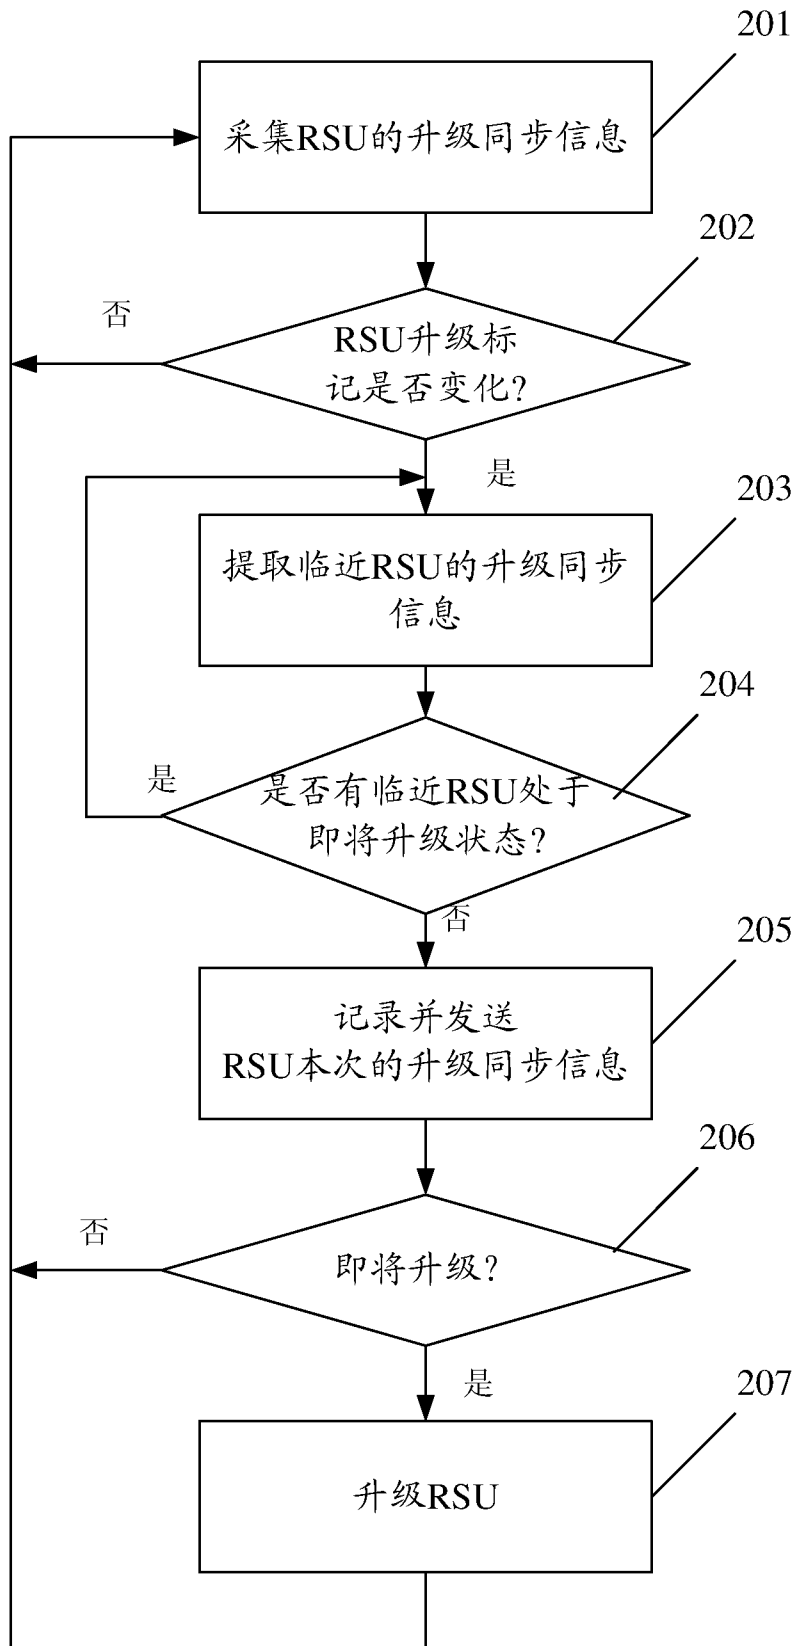 201
采集RSU的升级同步信息
202
否
RSU升级标
记是否变化?
是
203
提取临近RSU的升级同步
信息
204
是
是否有临近RSU处于
即将升级状态?
否
205
记录并发送
RSU本次的升级同步信息
206
否
即将升级?
是
207
升级RSU